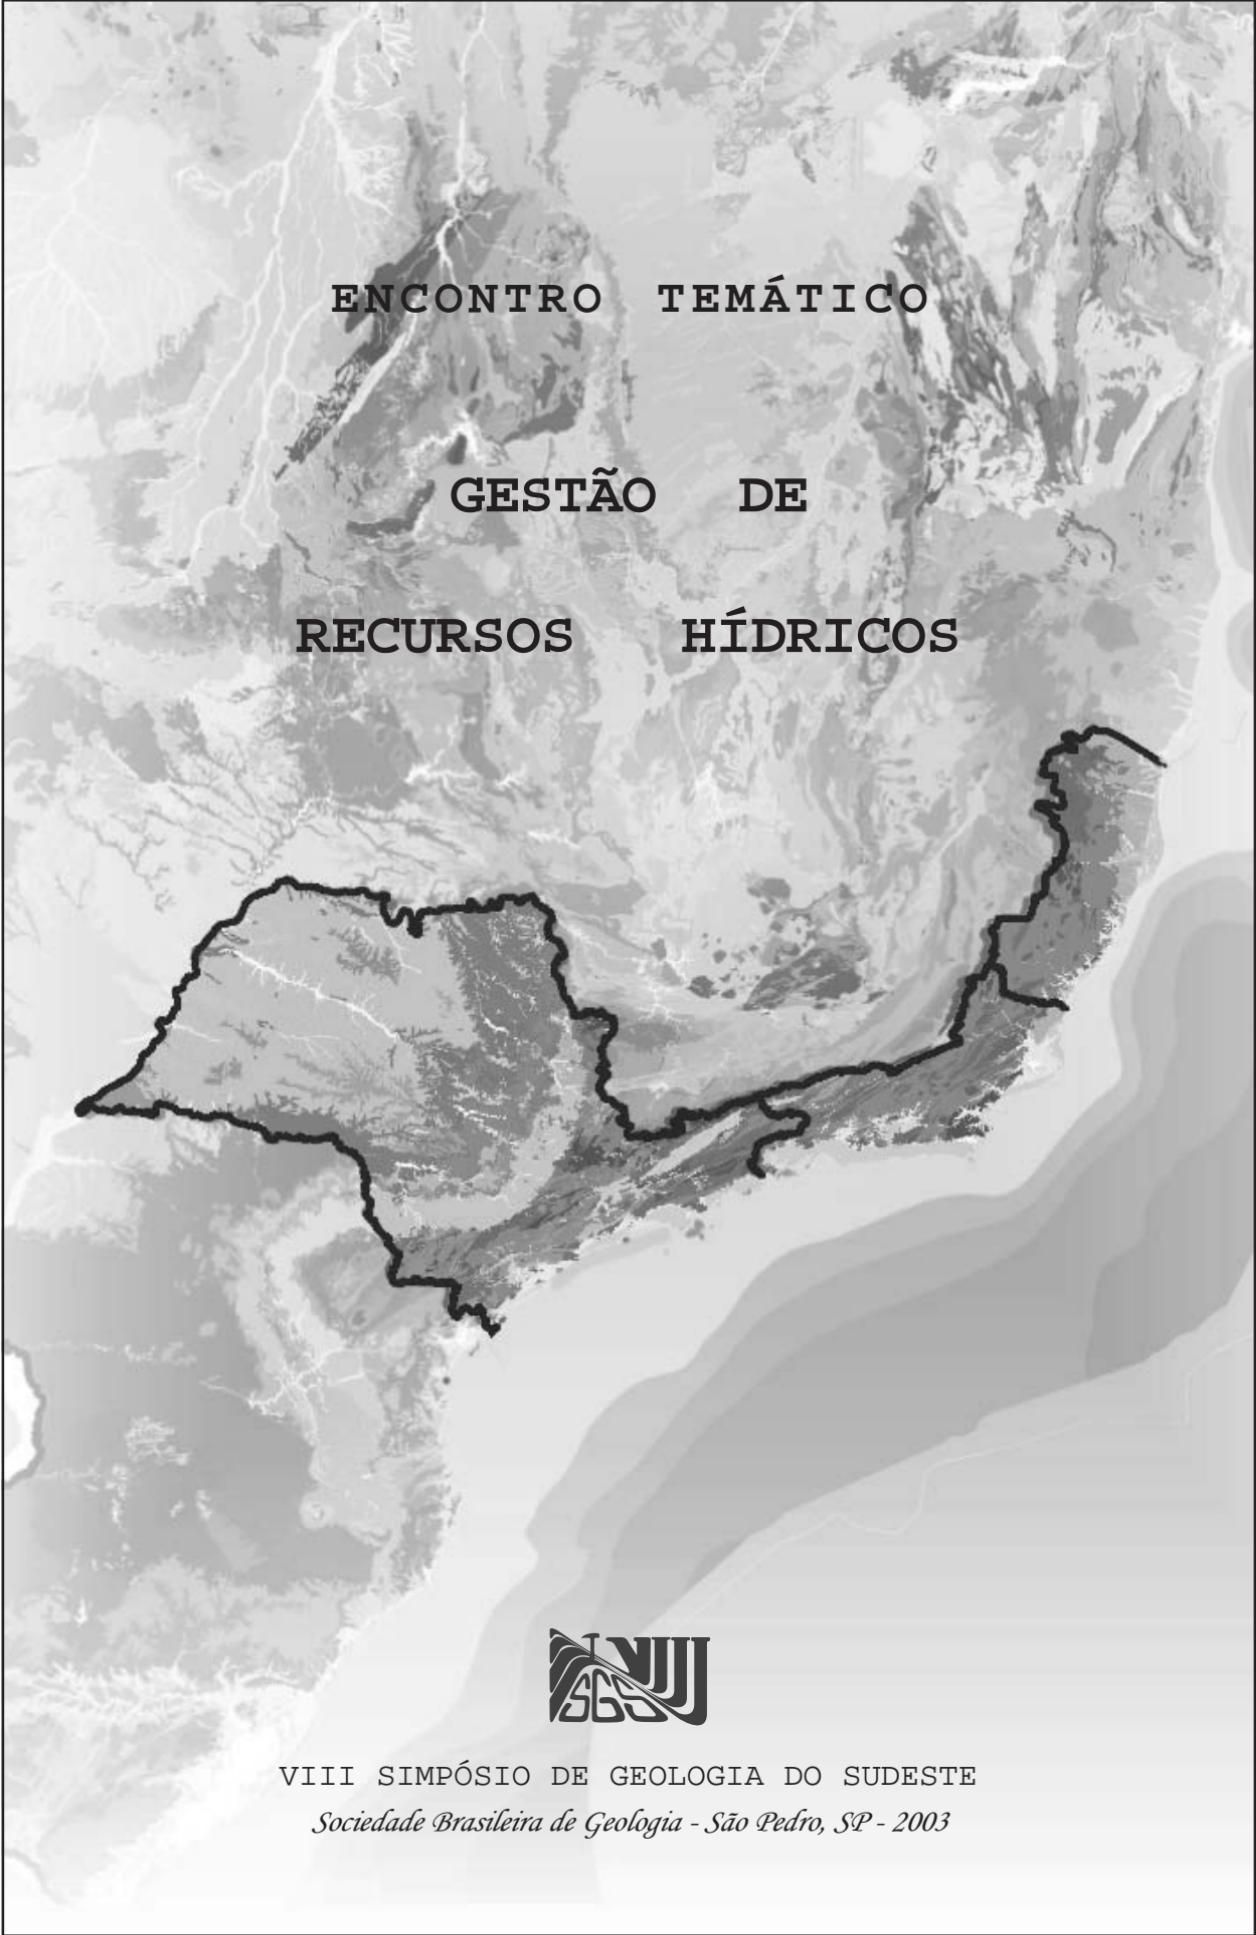 ENCONTRO TEMÁTICO
GESTÃO DE
RECURSOS HÍDRICOS
VIII
SGS
VIII SIMPÓSIO DE GEOLOGIA DO SUDESTE
Sociedade Brasileira de Geologia - São Pedro, SP - 2003